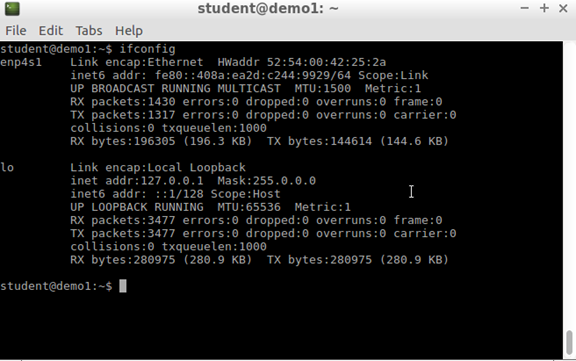 student@demo1: ~
File Edit Tabs Help
student@demo1:~$ ifconfig
enp4s1    Link encap:Ethernet  HWaddr 52:54:00:42:25:2a
          inet6 addr: fe80::408a:ea2d:c244:9929/64 Scope:Link
          UP BROADCAST RUNNING MULTICAST  MTU:1500  Metric:1
          RX packets:1430 errors:0 dropped:0 overruns:0 frame:0
          TX packets:1317 errors:0 dropped:0 overruns:0 carrier:0
          collisions:0 txqueuelen:1000
          RX bytes:196305 (196.3 KB)  TX bytes:144614 (144.6 KB)

lo        Link encap:Local Loopback
          inet addr:127.0.0.1  Mask:255.0.0.0
          inet6 addr: ::1/128 Scope:Host
          UP LOOPBACK RUNNING  MTU:65536  Metric:1
          RX packets:3477 errors:0 dropped:0 overruns:0 frame:0
          TX packets:3477 errors:0 dropped:0 overruns:0 carrier:0
          collisions:0 txqueuelen:1000
          RX bytes:280975 (280.9 KB)  TX bytes:280975 (280.9 KB)

student@demo1:~$